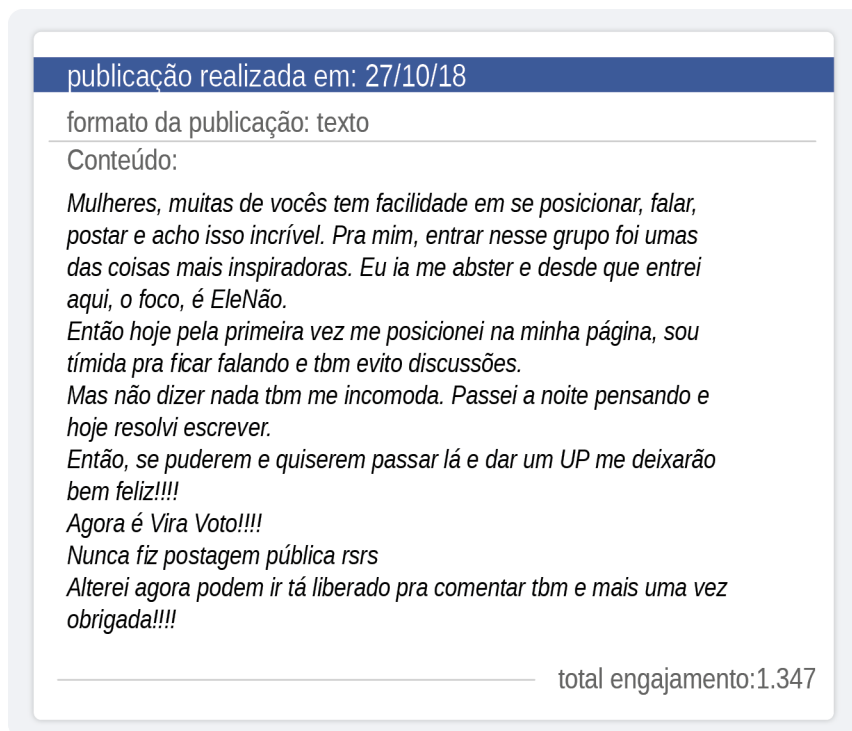 publicação realizada em: 27/10/18
formato da publicação: texto
Conteúdo:
Mulheres, muitas de vocês tem facilidade em se posicionar, falar,
postar e acho isso incrível. Pra mim, entrar nesse grupo foi umas
das coisas mais inspiradoras. Eu ia me abster e desde que entrei
aqui, o foco, é EleNão.
Então hoje pela primeira vez me posicionei na minha página, sou
tímida pra ficar falando e tbm evito discussões.
Mas não dizer nada tbm me incomoda. Passei a noite pensando e
hoje resolvi escrever.
Então, se puderem e quiserem passar lá e dar um UP me deixarão
bem feliz!!!!
Agora é Vira Voto!!!!
Nunca fiz postagem pública rsrs
Alterei agora podem ir tá liberado pra comentar tbm e mais uma vez
obrigada!!!!
total engajamento:1.347